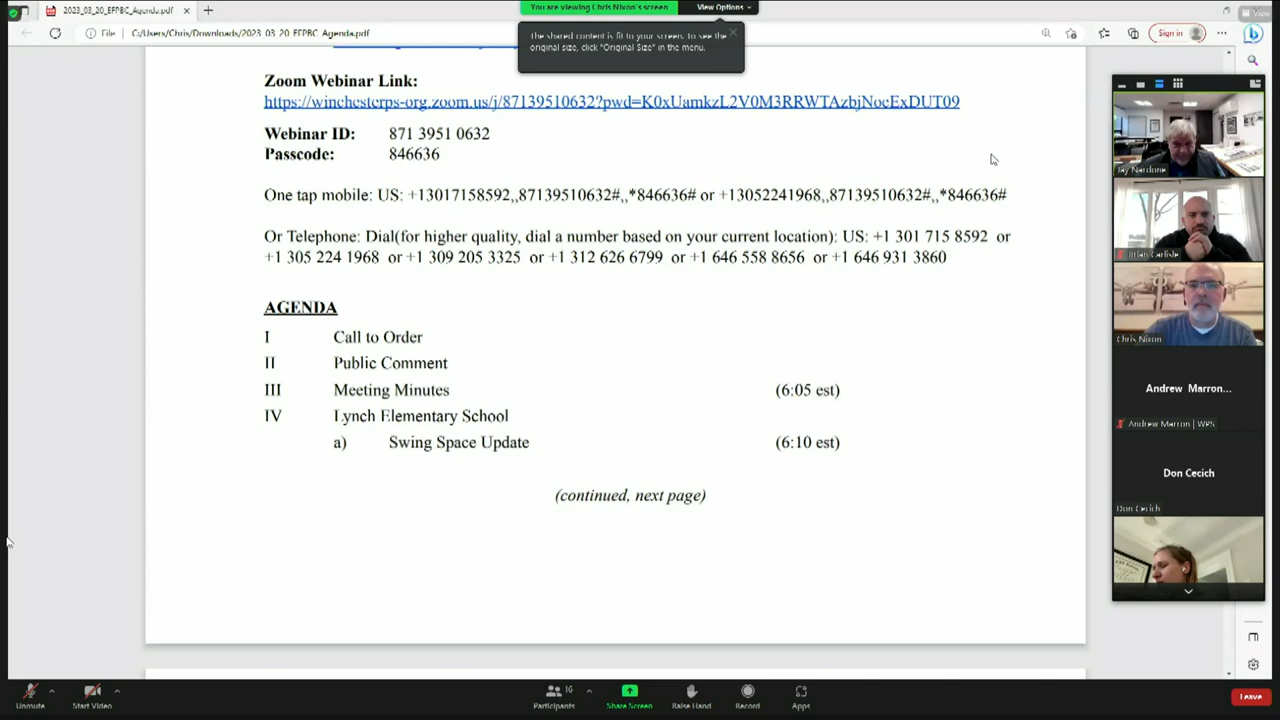 2023_03_20_EFPBC_Agenda.pdf
You are viewing Chris Nixon's screen
View Options
View
File
C:/Users/Chris/Downloads/2023_03_20_EFPBC_Agenda.pdf
Sign in
The shared content is fit to your screen. To see the
original size, click "Original Size" in the menu.
Zoom Webinar Link:
https://winchesterps-org.zoom.us/j/87139510632?pwd=K0xUamkzL2V0M3RRWTAzbjNocExDUT09
Webinar ID: 871 3951 0632
Passcode: 846636
One tap mobile: US: +13017158592,,87139510632#,,*846636# or +13052241968,,87139510632#,,*846636#
Or Telephone: Dial(for higher quality, dial a number based on your current location): US: +1 301 715 8592 or
+1 305 224 1968 or +1 309 205 3325 or +1 312 626 6799 or +1 646 558 8656 or +1 646 931 3860
AGENDA
I Call to Order
II Public Comment
III Meeting Minutes (6:05 est)
IV Lynch Elementary School
a) Swing Space Update (6:10 est)
(continued, next page)
Jay Nardone
Brian Carlisle
Chris Nixon
Andrew Marron...
Andrew Marron | WPS
Don Cecich
Don Cecich
Unmute
Start Video
Participants
16
Share Screen
Raise Hand
Record
Apps
Leave